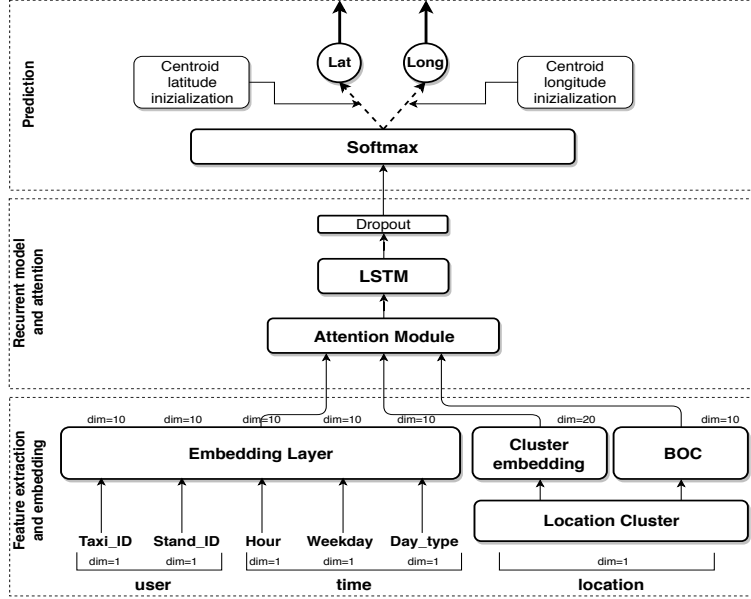 Prediction
Lat
Long
Centroid
latitude
inizialization
Centroid
longitude
inizialization
Softmax
Recurrent model
and attention
Dropout
LSTM
Attention Module
Feature extraction
and embedding
dim=10 dim=10 dim=10 dim=10 dim=10 dim=20 dim=10
Embedding Layer
Cluster
embedding
BOC
Location Cluster
Taxi_ID Stand_ID Hour Weekday Day_type
dim=1 dim=1 dim=1 dim=1 dim=1 dim=1
user time location